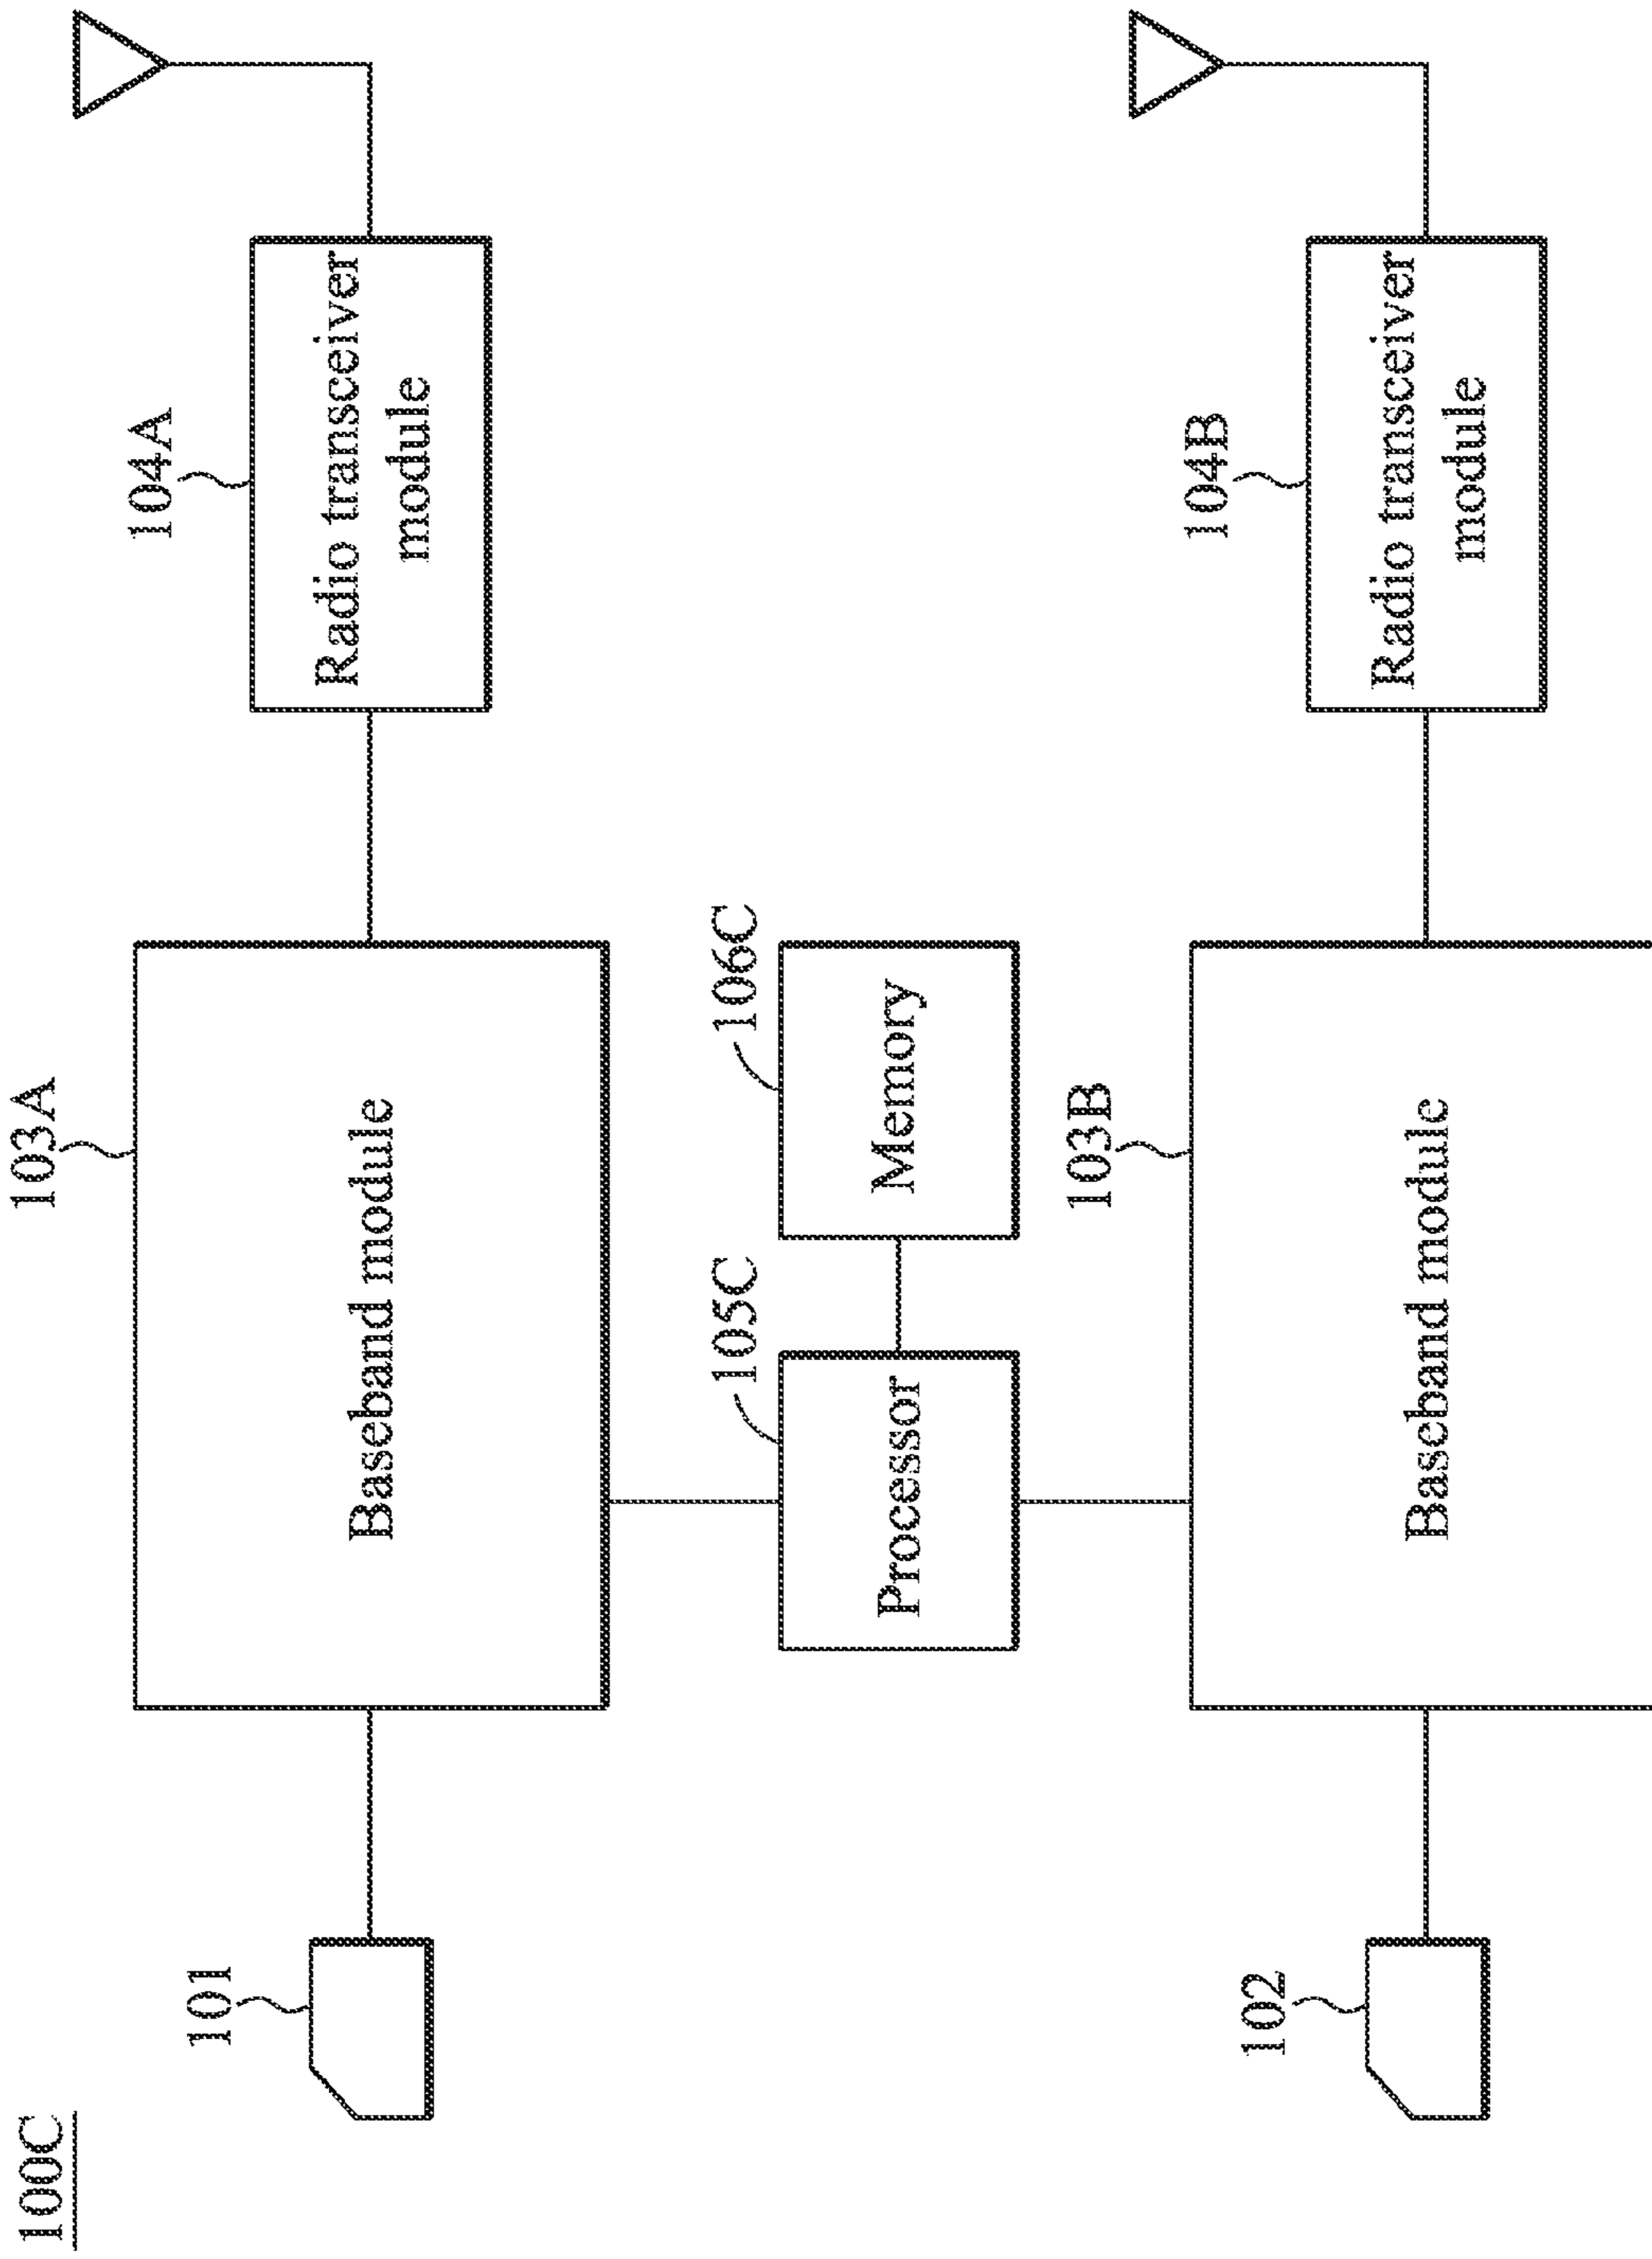 100C
101
103A
104A
Baseband module
Radio transceiver
module
105C
106C
Processor
Memory
102
103B
104B
Baseband module
Radio transceiver
module